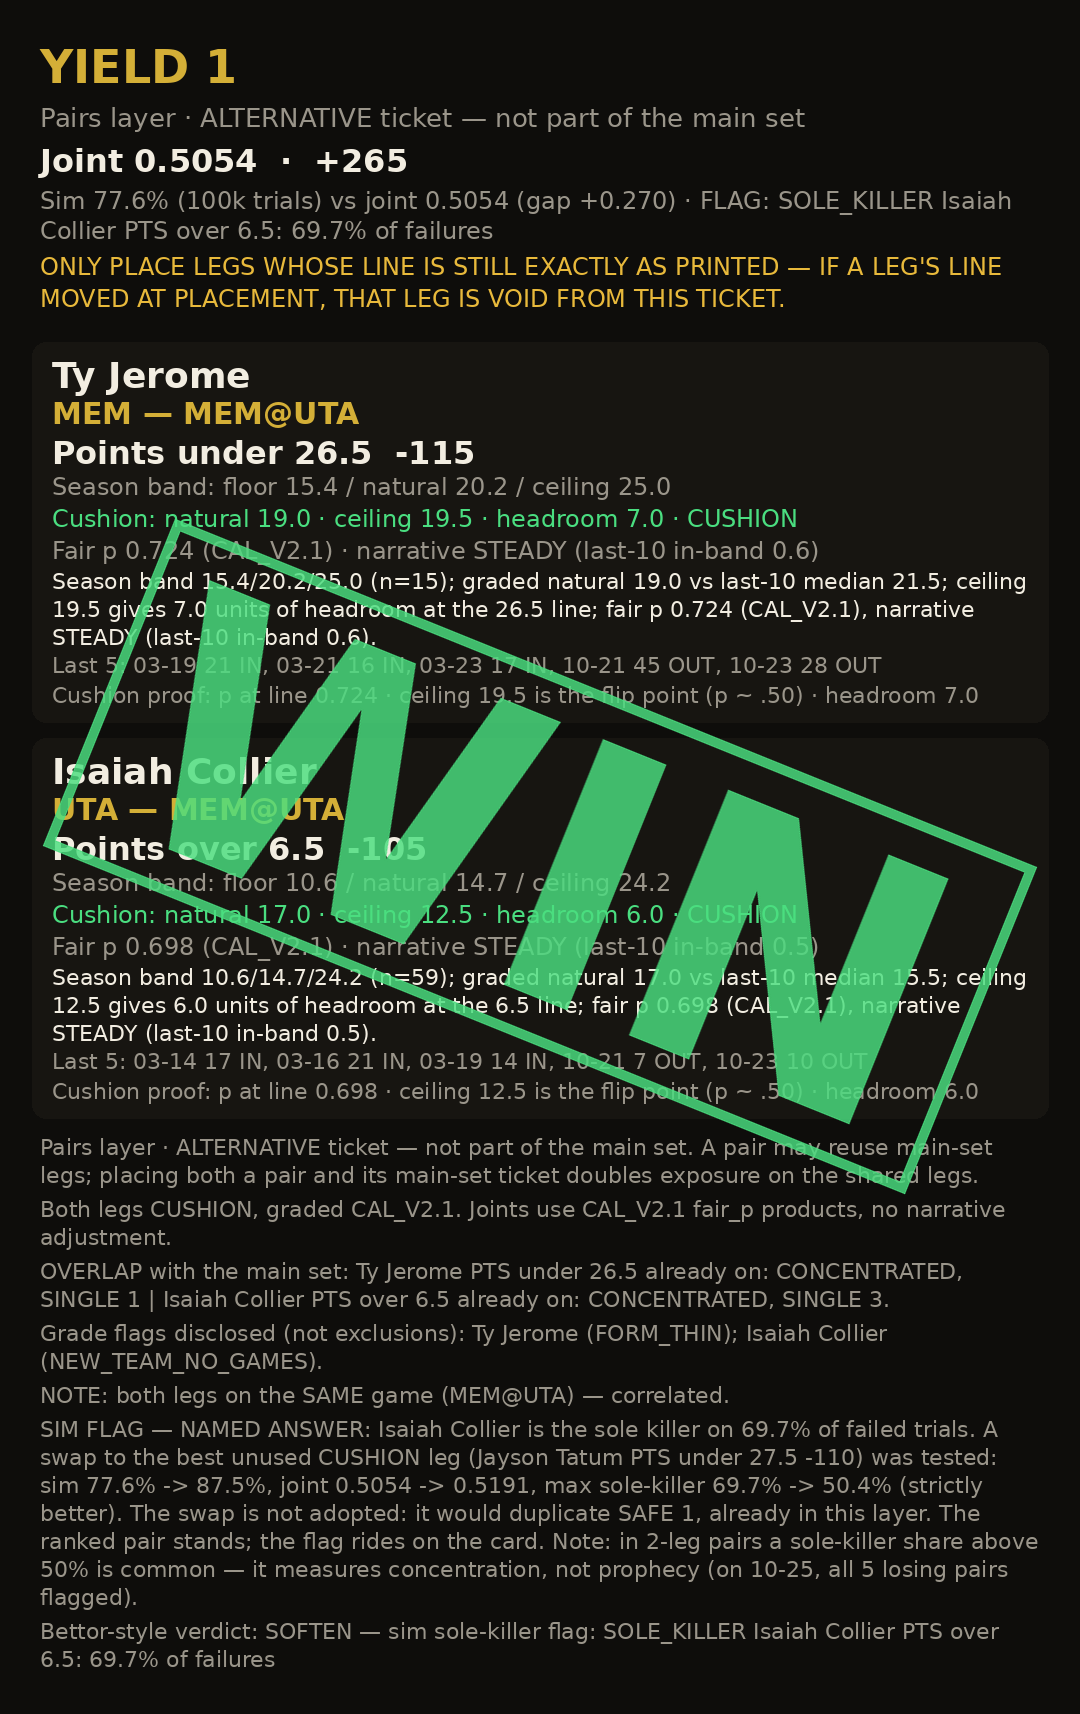 YIELD 1
Pairs layer · ALTERNATIVE ticket — not part of the main set
Joint 0.5054 · +265
Sim 77.6% (100k trials) vs joint 0.5054 (gap +0.270) · FLAG: SOLE_KILLER Isaiah
Collier PTS over 6.5: 69.7% of failures
ONLY PLACE LEGS WHOSE LINE IS STILL EXACTLY AS PRINTED — IF A LEG'S LINE
MOVED AT PLACEMENT, THAT LEG IS VOID FROM THIS TICKET.
Ty Jerome
MEM — MEM@UTA
Points under 26.5 -115
Season band: floor 15.4 / natural 20.2 / ceiling 25.0
Cushion: natural 19.0 · ceiling 19.5 · headroom 7.0 · CUSHION
Fair p 0.724 (CAL_V2.1) · narrative STEADY (last-10 in-band 0.6)
Season band 15.4/20.2/25.0 (n=15); graded natural 19.0 vs last-10 median 21.5; ceiling
19.5 gives 7.0 units of headroom at the 26.5 line; fair p 0.724 (CAL_V2.1), narrative
STEADY (last-10 in-band 0.6).
Last 5: 03-19 21 IN, 03-21 16 IN, 03-23 17 IN, 10-21 45 OUT, 10-23 28 OUT
Cushion proof: p at line 0.724 · ceiling 19.5 is the flip point (p ~ .50) · headroom 7.0
WIN
Isaiah Collier
UTA — MEM@UTA
Points over 6.5 -105
Season band: floor 10.6 / natural 14.7 / ceiling 24.2
Cushion: natural 17.0 · ceiling 12.5 · headroom 6.0 · CUSHION
Fair p 0.698 (CAL_V2.1) · narrative STEADY (last-10 in-band 0.5)
Season band 10.6/14.7/24.2 (n=59); graded natural 17.0 vs last-10 median 15.5; ceiling
12.5 gives 6.0 units of headroom at the 6.5 line; fair p 0.698 (CAL_V2.1), narrative
STEADY (last-10 in-band 0.5).
Last 5: 03-14 17 IN, 03-16 21 IN, 03-19 14 IN, 10-21 7 OUT, 10-23 10 OUT
Cushion proof: p at line 0.698 · ceiling 12.5 is the flip point (p ~ .50) · headroom 6.0
Pairs layer · ALTERNATIVE ticket — not part of the main set. A pair may reuse main-set
legs; placing both a pair and its main-set ticket doubles exposure on the shared legs.
Both legs CUSHION, graded CAL_V2.1. Joints use CAL_V2.1 fair_p products, no narrative
adjustment.
OVERLAP with the main set: Ty Jerome PTS under 26.5 already on: CONCENTRATED,
SINGLE 1 | Isaiah Collier PTS over 6.5 already on: CONCENTRATED, SINGLE 3.
Grade flags disclosed (not exclusions): Ty Jerome (FORM_THIN); Isaiah Collier
(NEW_TEAM_NO_GAMES).
NOTE: both legs on the SAME game (MEM@UTA) — correlated.
SIM FLAG — NAMED ANSWER: Isaiah Collier is the sole killer on 69.7% of failed trials. A
swap to the best unused CUSHION leg (Jayson Tatum PTS under 27.5 -110) was tested:
sim 77.6% -> 87.5%, joint 0.5054 -> 0.5191, max sole-killer 69.7% -> 50.4% (strictly
better). The swap is not adopted: it would duplicate SAFE 1, already in this layer. The
ranked pair stands; the flag rides on the card. Note: in 2-leg pairs a sole-killer share above
50% is common — it measures concentration, not prophecy (on 10-25, all 5 losing pairs
flagged).
Bettor-style verdict: SOFTEN — sim sole-killer flag: SOLE_KILLER Isaiah Collier PTS over
6.5: 69.7% of failures